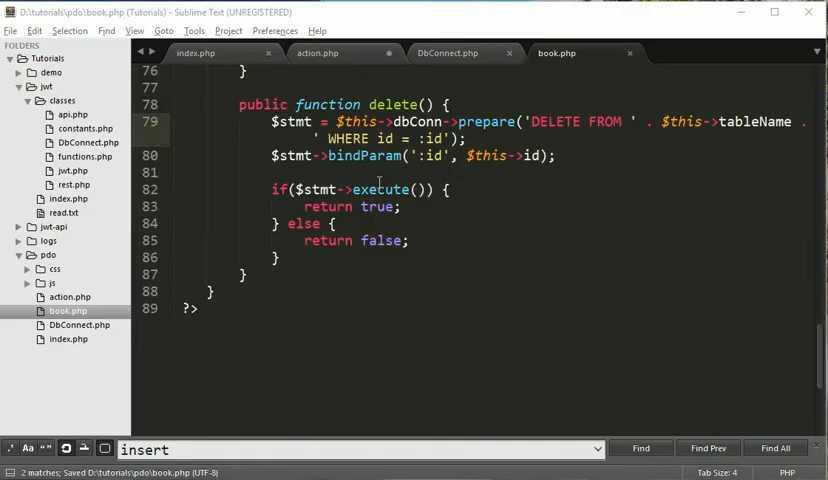 D:\tutorials\pdo\book.php (Tutorials) - Sublime Text (UNREGISTERED)
File Edit Selection Find View Goto Tools Project Preferences Help
FOLDERS
Tutorials
demo
jwt
classes
api.php
constants.php
DbConnect.php
functions.php
jwt.php
rest.php
index.php
read.txt
jwt-api
logs
pdo
css
js
action.php
book.php
DbConnect.php
index.php
index.php action.php DbConnect.php book.php
76 }
77
78 public function delete() {
79 $stmt = $this->dbConn->prepare('DELETE FROM ' . $this->tableName .
' WHERE id = :id');
80 $stmt->bindParam(':id', $this->id);
81
82 if($stmt->execute()) {
83 return true;
84 } else {
85 return false;
86 }
87 }
88 }
89 ?>
.* Aa “ ” insert Find Find Prev Find All
2 matches; Saved D:\tutorials\pdo\book.php (UTF-8) Tab Size: 4 PHP